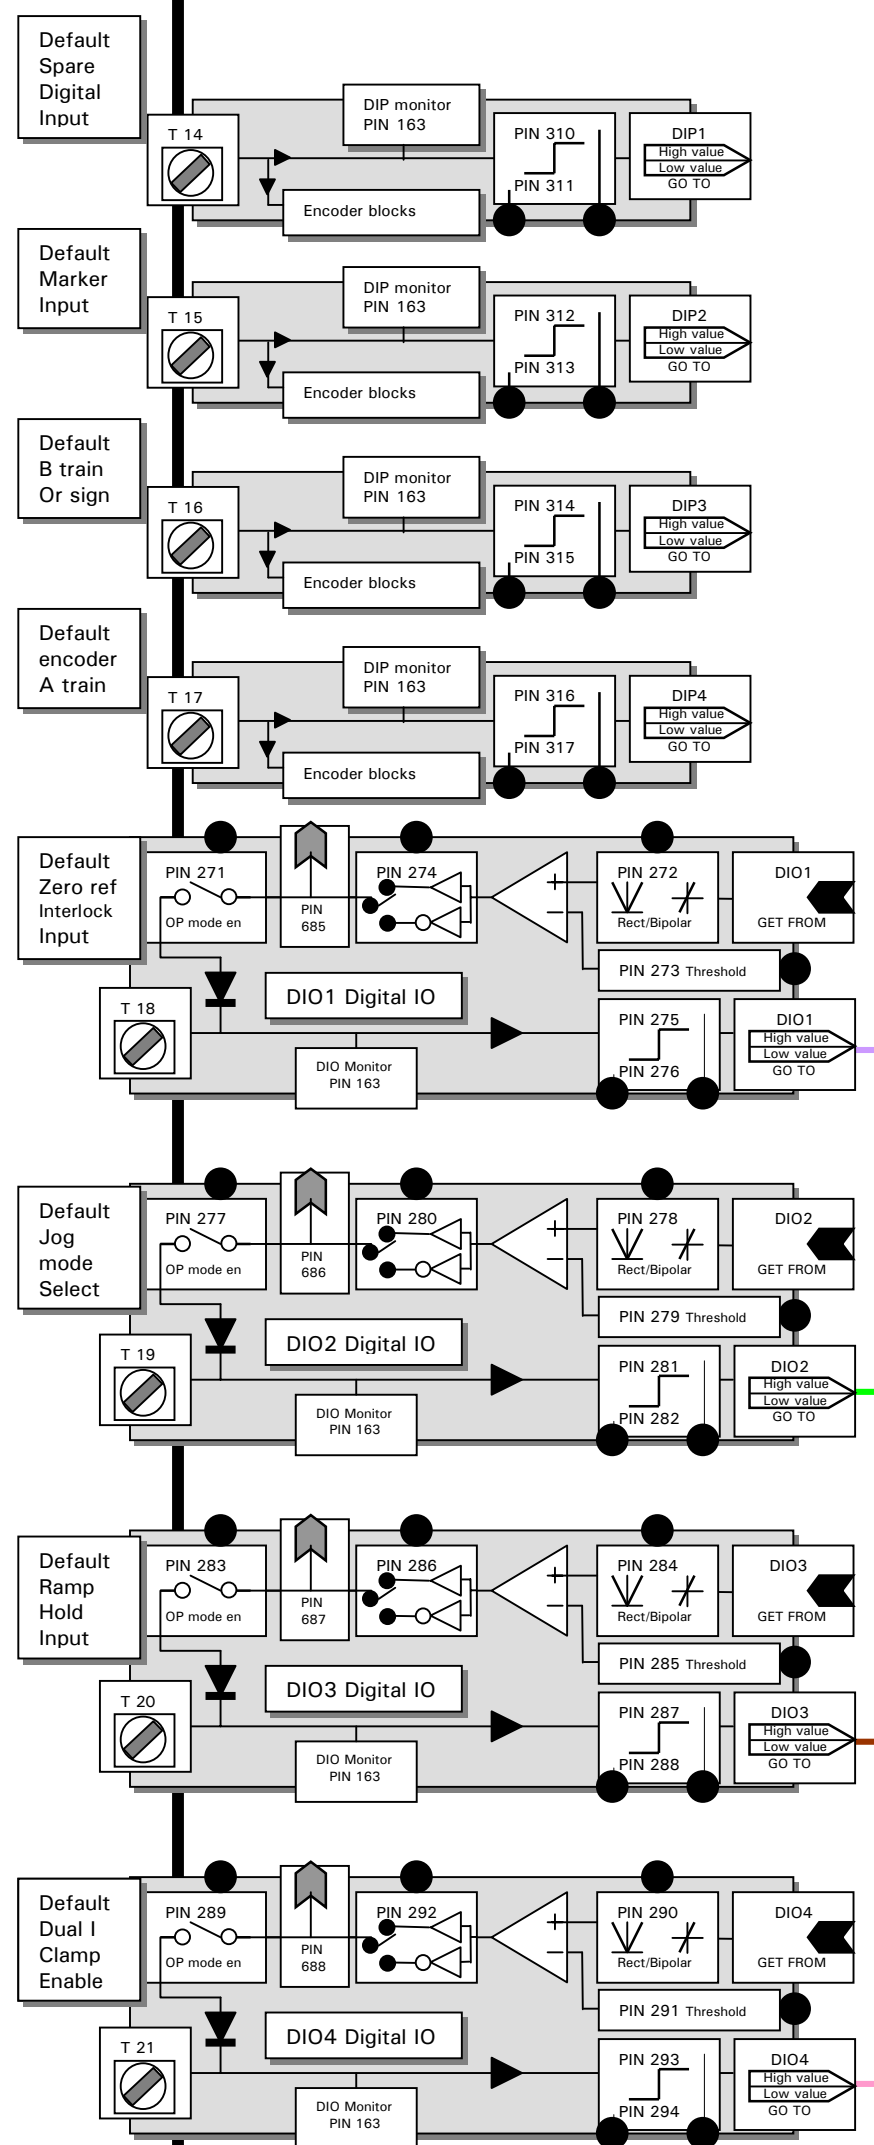 Default
Spare
Digital
Input
T 14
DIP monitor
PIN 163
Encoder blocks
PIN 310
PIN 311
DIP1
High value
Low value
GO TO
Default
Marker
Input
T 15
DIP monitor
PIN 163
Encoder blocks
PIN 312
PIN 313
DIP2
High value
Low value
GO TO
Default
B train
Or sign
T 16
DIP monitor
PIN 163
Encoder blocks
PIN 314
PIN 315
DIP3
High value
Low value
GO TO
Default
encoder
A train
T 17
DIP monitor
PIN 163
Encoder blocks
PIN 316
PIN 317
DIP4
High value
Low value
GO TO
Default
Zero ref
Interlock
Input
PIN 271
OP mode en
PIN
685
PIN 274
PIN 272
Rect/Bipolar
DIO1
GET FROM
PIN 273 Threshold
DIO1 Digital IO
T 18
DIO Monitor
PIN 163
PIN 275
PIN 276
DIO1
High value
Low value
GO TO
Default
Jog
mode
Select
PIN 277
OP mode en
PIN
686
PIN 280
PIN 278
Rect/Bipolar
DIO2
GET FROM
PIN 279 Threshold
DIO2 Digital IO
T 19
DIO Monitor
PIN 163
PIN 281
PIN 282
DIO2
High value
Low value
GO TO
Default
Ramp
Hold
Input
PIN 283
OP mode en
PIN
687
PIN 286
PIN 284
Rect/Bipolar
DIO3
GET FROM
PIN 285 Threshold
DIO3 Digital IO
T 20
DIO Monitor
PIN 163
PIN 287
PIN 288
DIO3
High value
Low value
GO TO
Default
Dual I
Clamp
Enable
PIN 289
OP mode en
PIN
688
PIN 292
PIN 290
Rect/Bipolar
DIO4
GET FROM
PIN 291 Threshold
DIO4 Digital IO
T 21
DIO Monitor
PIN 163
PIN 293
PIN 294
DIO4
High value
Low value
GO TO